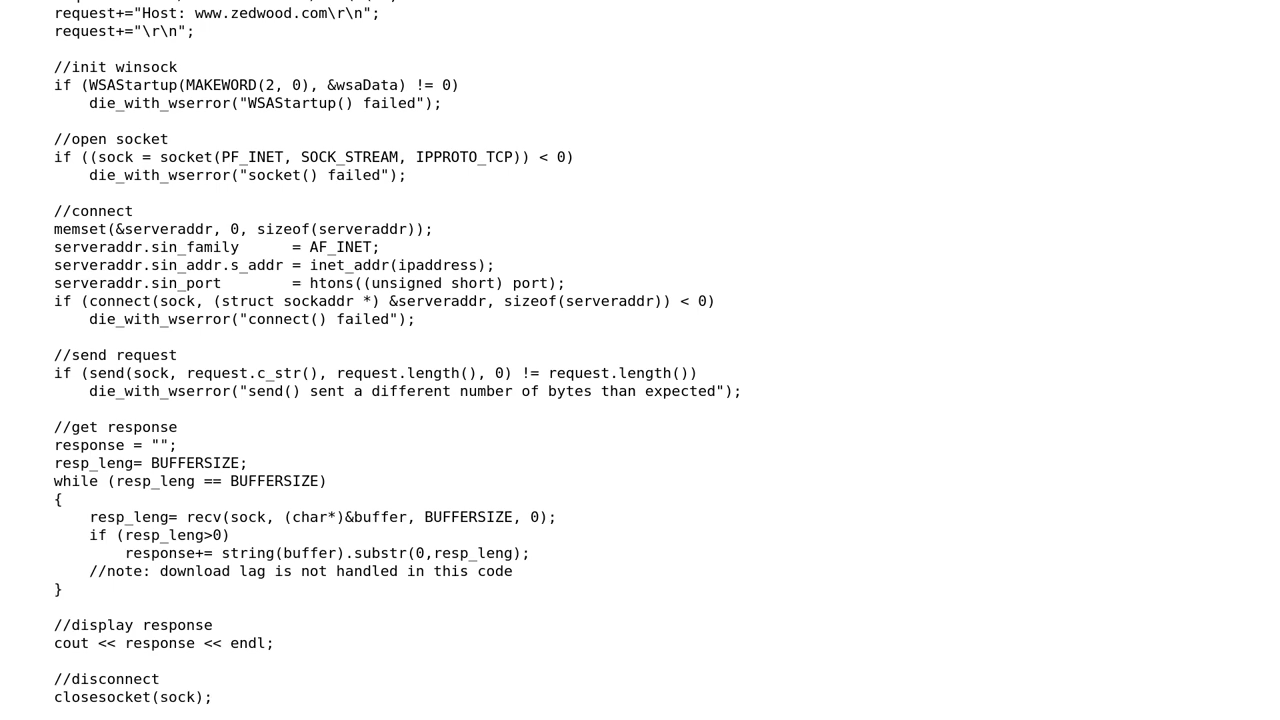 request+="Host: www.zedwood.com\r\n";
request+="\r\n";
//init winsock
if (WSAStartup(MAKEWORD(2, 0), &wsaData) != 0)
    die_with_wserror("WSAStartup() failed");
//open socket
if ((sock = socket(PF_INET, SOCK_STREAM, IPPROTO_TCP)) < 0)
    die_with_wserror("socket() failed");
//connect
memset(&serveraddr, 0, sizeof(serveraddr));
serveraddr.sin_family      = AF_INET;
serveraddr.sin_addr.s_addr = inet_addr(ipaddress);
serveraddr.sin_port        = htons((unsigned short) port);
if (connect(sock, (struct sockaddr *) &serveraddr, sizeof(serveraddr)) < 0)
    die_with_wserror("connect() failed");
//send request
if (send(sock, request.c_str(), request.length(), 0) != request.length())
    die_with_wserror("send() sent a different number of bytes than expected");
//get response
response = "";
resp_leng= BUFFERSIZE;
while (resp_leng == BUFFERSIZE)
{
    resp_leng= recv(sock, (char*)&buffer, BUFFERSIZE, 0);
    if (resp_leng>0)
        response+= string(buffer).substr(0,resp_leng);
    //note: download lag is not handled in this code
}
//display response
cout << response << endl;
//disconnect
closesocket(sock);